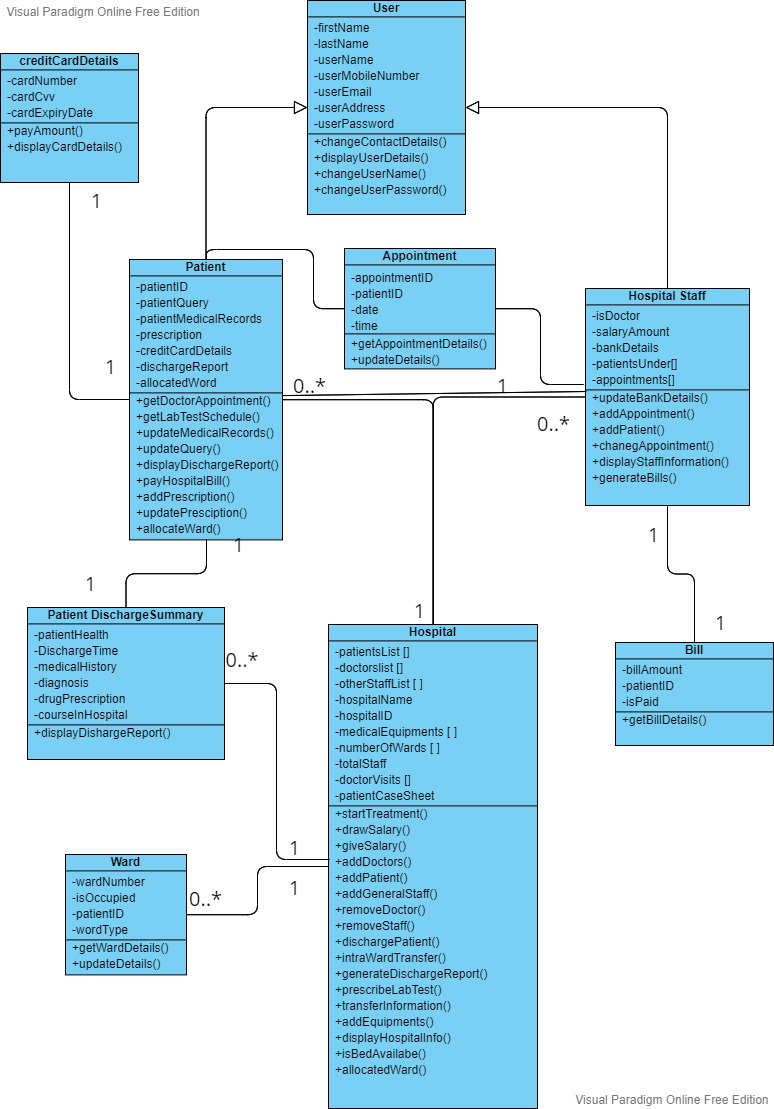 Visual Paradigm Online Free Edition
User
-firstName
-lastName
-userName
-userMobileNumber
-userEmail
-userAddress
-userPassword
+changeContactDetails()
+displayUserDetails()
+changeUserName()
+changeUserPassword()
creditCardDetails
-cardNumber
-cardCvv
-cardExpiryDate
+payAmount()
+displayCardDetails()
1
1
Patient
-patientID
-patientQuery
-patientMedicalRecords
-prescription
-creditCardDetails
-dischargeReport
-allocatedWord
+getDoctorAppointment()
+getLabTestSchedule()
+updateMedicalRecords()
+updateQuery()
+displayDischargeReport()
+payHospitalBill()
+addPrescription()
+updatePresciption()
+allocateWard()
Appointment
-appointmentID
-patientID
-date
-time
+getAppointmentDetails()
+updateDetails()
Hospital Staff
-isDoctor
-salaryAmount
-bankDetails
-patientsUnder[]
-appointments[]
+updateBankDetails()
+addAppointment()
+addPatient()
+chanegAppointment()
+displayStaffInformation()
+generateBills()
0..*
1
0..*
1
1
1
1
1
Patient DischargeSummary
-patientHealth
-DischargeTime
-medicalHistory
-diagnosis
-drugPrescription
-courseInHospital
+displayDishargeReport()
0..*
Hospital
-patientsList []
-doctorslist []
-otherStaffList [ ]
-hospitalName
-hospitalID
-medicalEquipments [ ]
-numberOfWards [ ]
-totalStaff
-doctorVisits []
-patientCaseSheet
+startTreatment()
+drawSalary()
+giveSalary()
+addDoctors()
+addPatient()
+addGeneralStaff()
+removeDoctor()
+removeStaff()
+dischargePatient()
+intraWardTransfer()
+generateDischargeReport()
+prescribeLabTest()
+transferInformation()
+addEquipments()
+displayHospitalInfo()
+isBedAvailabe()
+allocatedWard()
Bill
-billAmount
-patientID
-isPaid
+getBillDetails()
1
1
0..*
Ward
-wardNumber
-isOccupied
-patientID
-wordType
+getWardDetails()
+updateDetails()
Visual Paradigm Online Free Edition